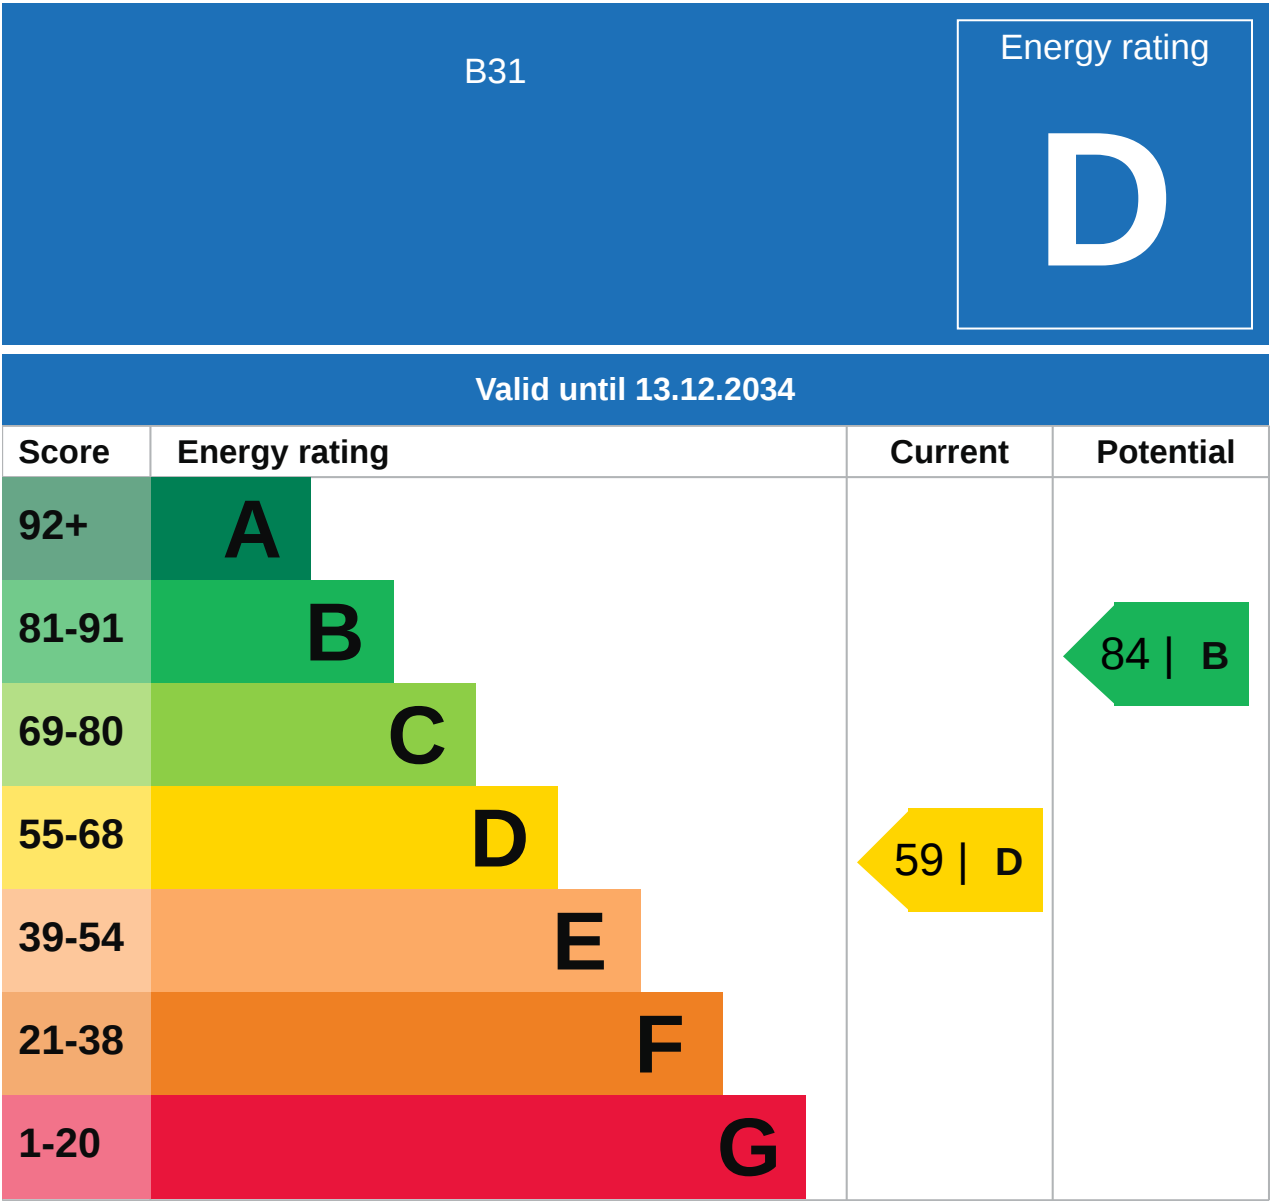 B31
Energy rating
D
Valid until 13.12.2034
Score Energy rating Current Potential
92+ A
81-91 B
84 | B
69-80 C
55-68 D
59 | D
39-54 E
21-38 F
1-20 G